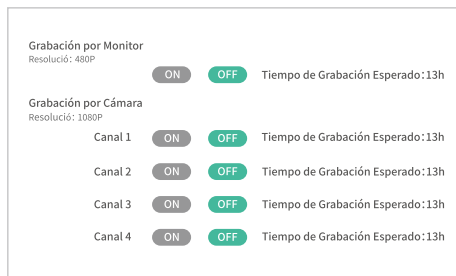 Grabación por Monitor
Resolució: 480P
ON OFF Tiempo de Grabación Esperado:13h
Grabación por Cámara
Resolució: 1080P
Canal 1 ON OFF Tiempo de Grabación Esperado:13h
Canal 2 ON OFF Tiempo de Grabación Esperado:13h
Canal 3 ON OFF Tiempo de Grabación Esperado:13h
Canal 4 ON OFF Tiempo de Grabación Esperado:13h